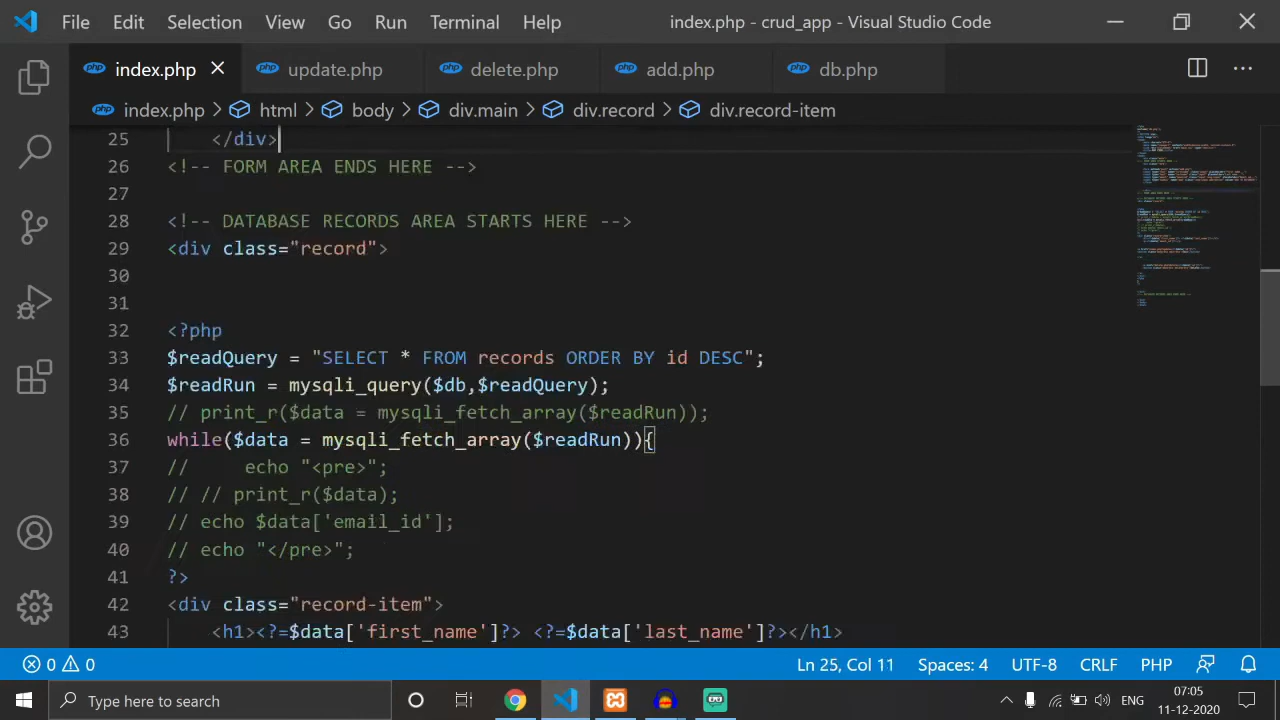 File Edit Selection View Go Run Terminal Help index.php - crud_app - Visual Studio Code
php index.php php update.php php delete.php php add.php php db.php
php index.php > html > body > div.main > div.record > div.record-item
25 </div>
26 <!-- FORM AREA ENDS HERE -->
27
28 <!-- DATABASE RECORDS AREA STARTS HERE -->
29 <div class="record">
30
31
32 <?php
33 $readQuery = "SELECT * FROM records ORDER BY id DESC";
34 $readRun = mysqli_query($db,$readQuery);
35 // print_r($data = mysqli_fetch_array($readRun));
36 while($data = mysqli_fetch_array($readRun)){
37 //     echo "<pre>";
38 // // print_r($data);
39 // echo $data['email_id'];
40 // echo "</pre>";
41 ?>
42 <div class="record-item">
43 <h1><?=$data['first_name']?> <?=$data['last_name']?></h1>
0 0 Ln 25, Col 11 Spaces: 4 UTF-8 CRLF PHP
Type here to search ENG 07:05
11-12-2020